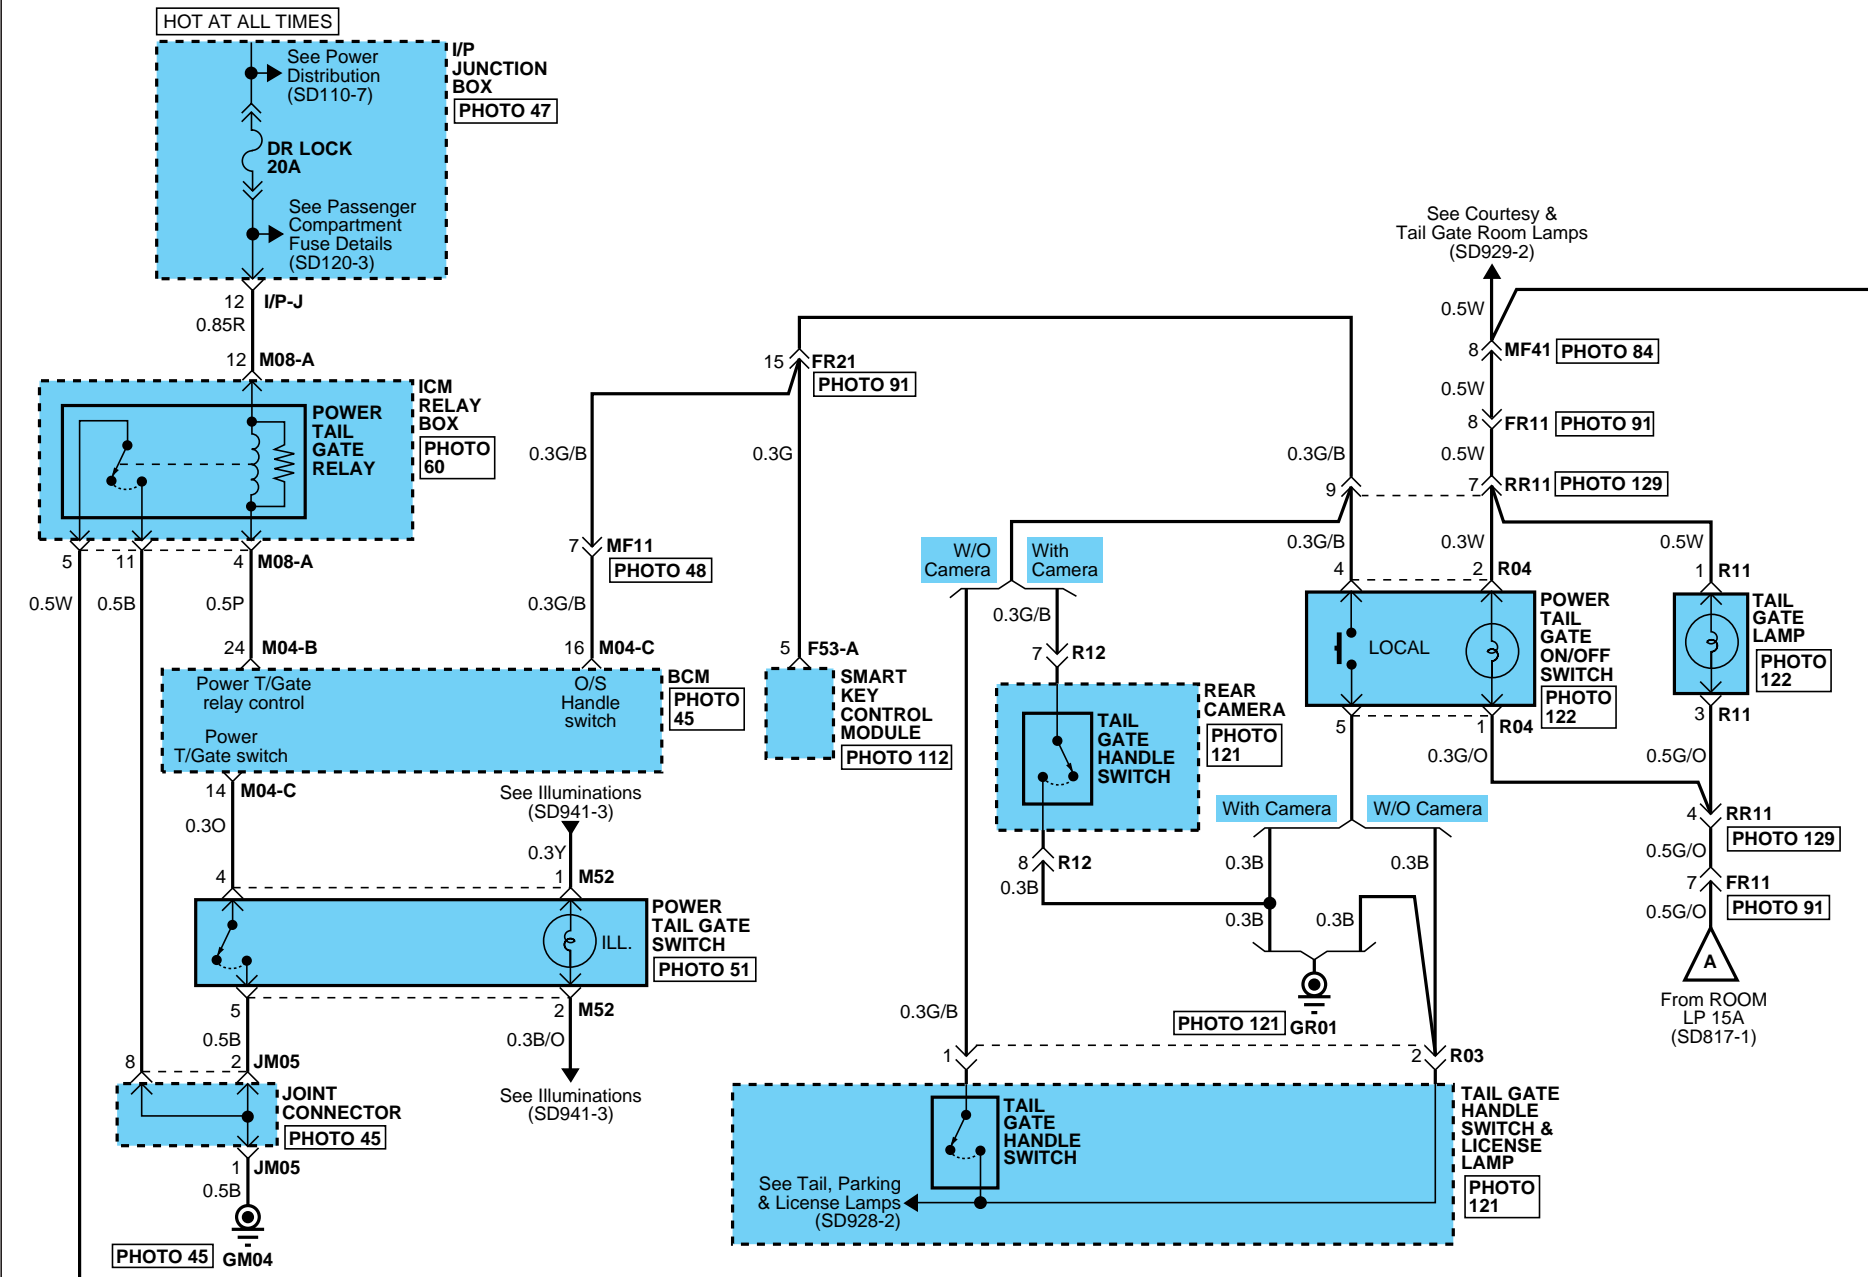 HOT AT ALL TIMES
See Power
Distribution
(SD110-7)
I/P
JUNCTION
BOX
PHOTO 47
DR LOCK
20A
See Passenger
Compartment
Fuse Details
(SD120-3)
12 I/P-J
0.85R
12 M08-A
ICM
RELAY
BOX
PHOTO
60
POWER
TAIL
GATE
RELAY
5
11
4 M08-A
0.5W
0.5B
0.5P
24 M04-B
16 M04-C
Power T/Gate
relay control
O/S
Handle
switch
BCM
PHOTO
45
Power
T/Gate switch
14 M04-C
0.3O
See Illuminations
(SD941-3)
0.3Y
4
1 M52
POWER
TAIL GATE
SWITCH
PHOTO 51
ILL.
5
2 M52
0.5B
0.3B/O
8
2 JM05
See Illuminations
(SD941-3)
JOINT
CONNECTOR
PHOTO 45
1 JM05
0.5B
PHOTO 45 GM04
15 FR21
PHOTO 91
0.3G/B
0.3G
7 MF11
PHOTO 48
0.3G/B
5 F53-A
SMART
KEY
CONTROL
MODULE
PHOTO 112
See Courtesy &
Tail Gate Room Lamps
(SD929-2)
0.5W
8 MF41 PHOTO 84
0.5W
8 FR11 PHOTO 91
0.3G/B
0.5W
9
7 RR11 PHOTO 129
W/O
Camera
With
Camera
0.3G/B
0.3W
0.5W
4
2 R04
1 R11
0.3G/B
7 R12
REAR
CAMERA
PHOTO
121
TAIL
GATE
HANDLE
SWITCH
8 R12
0.3B
LOCAL
POWER
TAIL
GATE
ON/OFF
SWITCH
PHOTO
122
TAIL
GATE
LAMP
PHOTO
122
5
1 R04
3 R11
0.3G/O
0.5G/O
With Camera
W/O Camera
4 RR11
PHOTO 129
0.3B
0.3B
0.5G/O
7 FR11
PHOTO 91
0.3B
0.3B
0.5G/O
A
From ROOM
LP 15A
(SD817-1)
PHOTO 121 GR01
0.3G/B
1
2 R03
TAIL
GATE
HANDLE
SWITCH
See Tail, Parking
& License Lamps
(SD928-2)
TAIL GATE
HANDLE
SWITCH &
LICENSE
LAMP
PHOTO
121